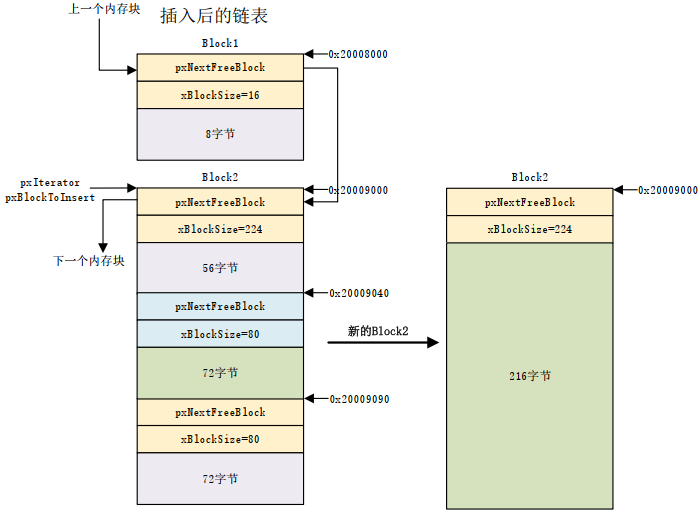 上一个内存块
插入后的链表
Block1
0x20008000
pxNextFreeBlock
xBlockSize=16
8字节
pxIterator
pxBlockToInsert
下一个内存块
Block2
0x20009000
pxNextFreeBlock
xBlockSize=224
56字节
0x20009040
pxNextFreeBlock
xBlockSize=80
72字节
0x20009090
pxNextFreeBlock
xBlockSize=80
72字节
新的Block2
Block2
0x20009000
pxNextFreeBlock
xBlockSize=224
216字节